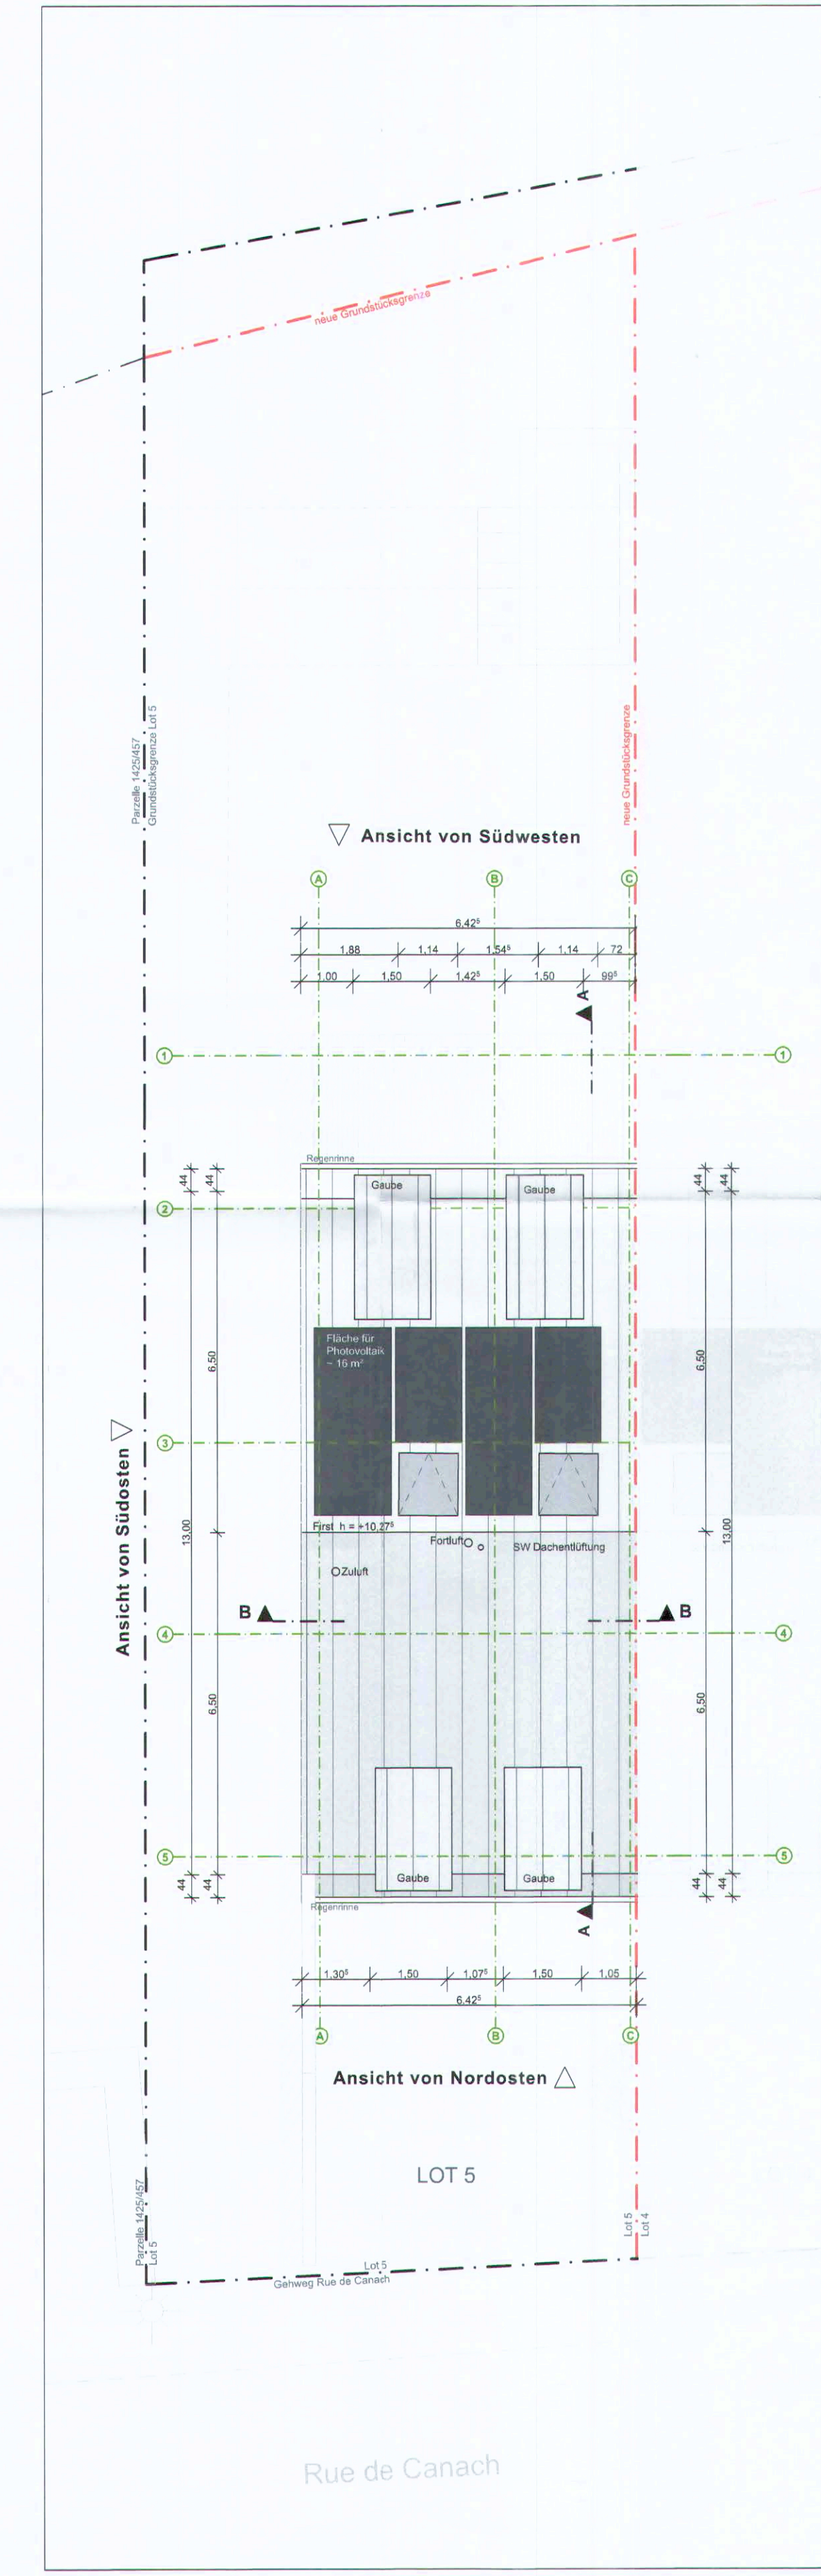 neue Grundstücksgrenze
Parzelle 1425/457
Grundstücksgrenze Lot 5
neue Grundstücksgrenze
Ansicht von Südwesten
A
B
C
6,42⁵
1,88
1,14
1,54⁵
1,14
72
1,00
1,50
1,42⁵
1,50
99⁵
A
1
1
Regenrinne
44
44
Gaube
Gaube
44
44
2
6,50
Fläche für
Photovoltaik
~ 16 m²
6,50
3
Ansicht von Südosten
13,00
First h = +10,27⁵
Fortluft
SW Dachentlüftung
13,00
Zuluft
B
B
4
4
6,50
6,50
5
5
44
44
Gaube
Gaube
44
44
Regenrinne
A
1,30⁵
1,50
1,07⁵
1,50
1,05
6,42⁵
A
B
C
Ansicht von Nordosten
LOT 5
Parzelle 1425/457
Lot 5
Lot 5
Lot 4
Lot 5
Gehweg Rue de Canach
Rue de Canach